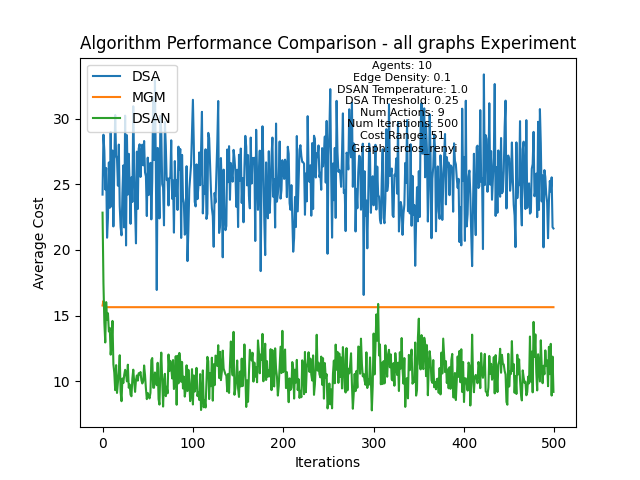 Algorithm Performance Comparison - all graphs Experiment
DSA
MGM
DSAN
Agents: 10
Edge Density: 0.1
DSAN Temperature: 1.0
DSA Threshold: 0.25
Num Actions: 9
Num Iterations: 500
Cost Range: 51
Graph: erdos_renyi
Average Cost
30
25
20
15
10
0
100
200
300
400
500
Iterations